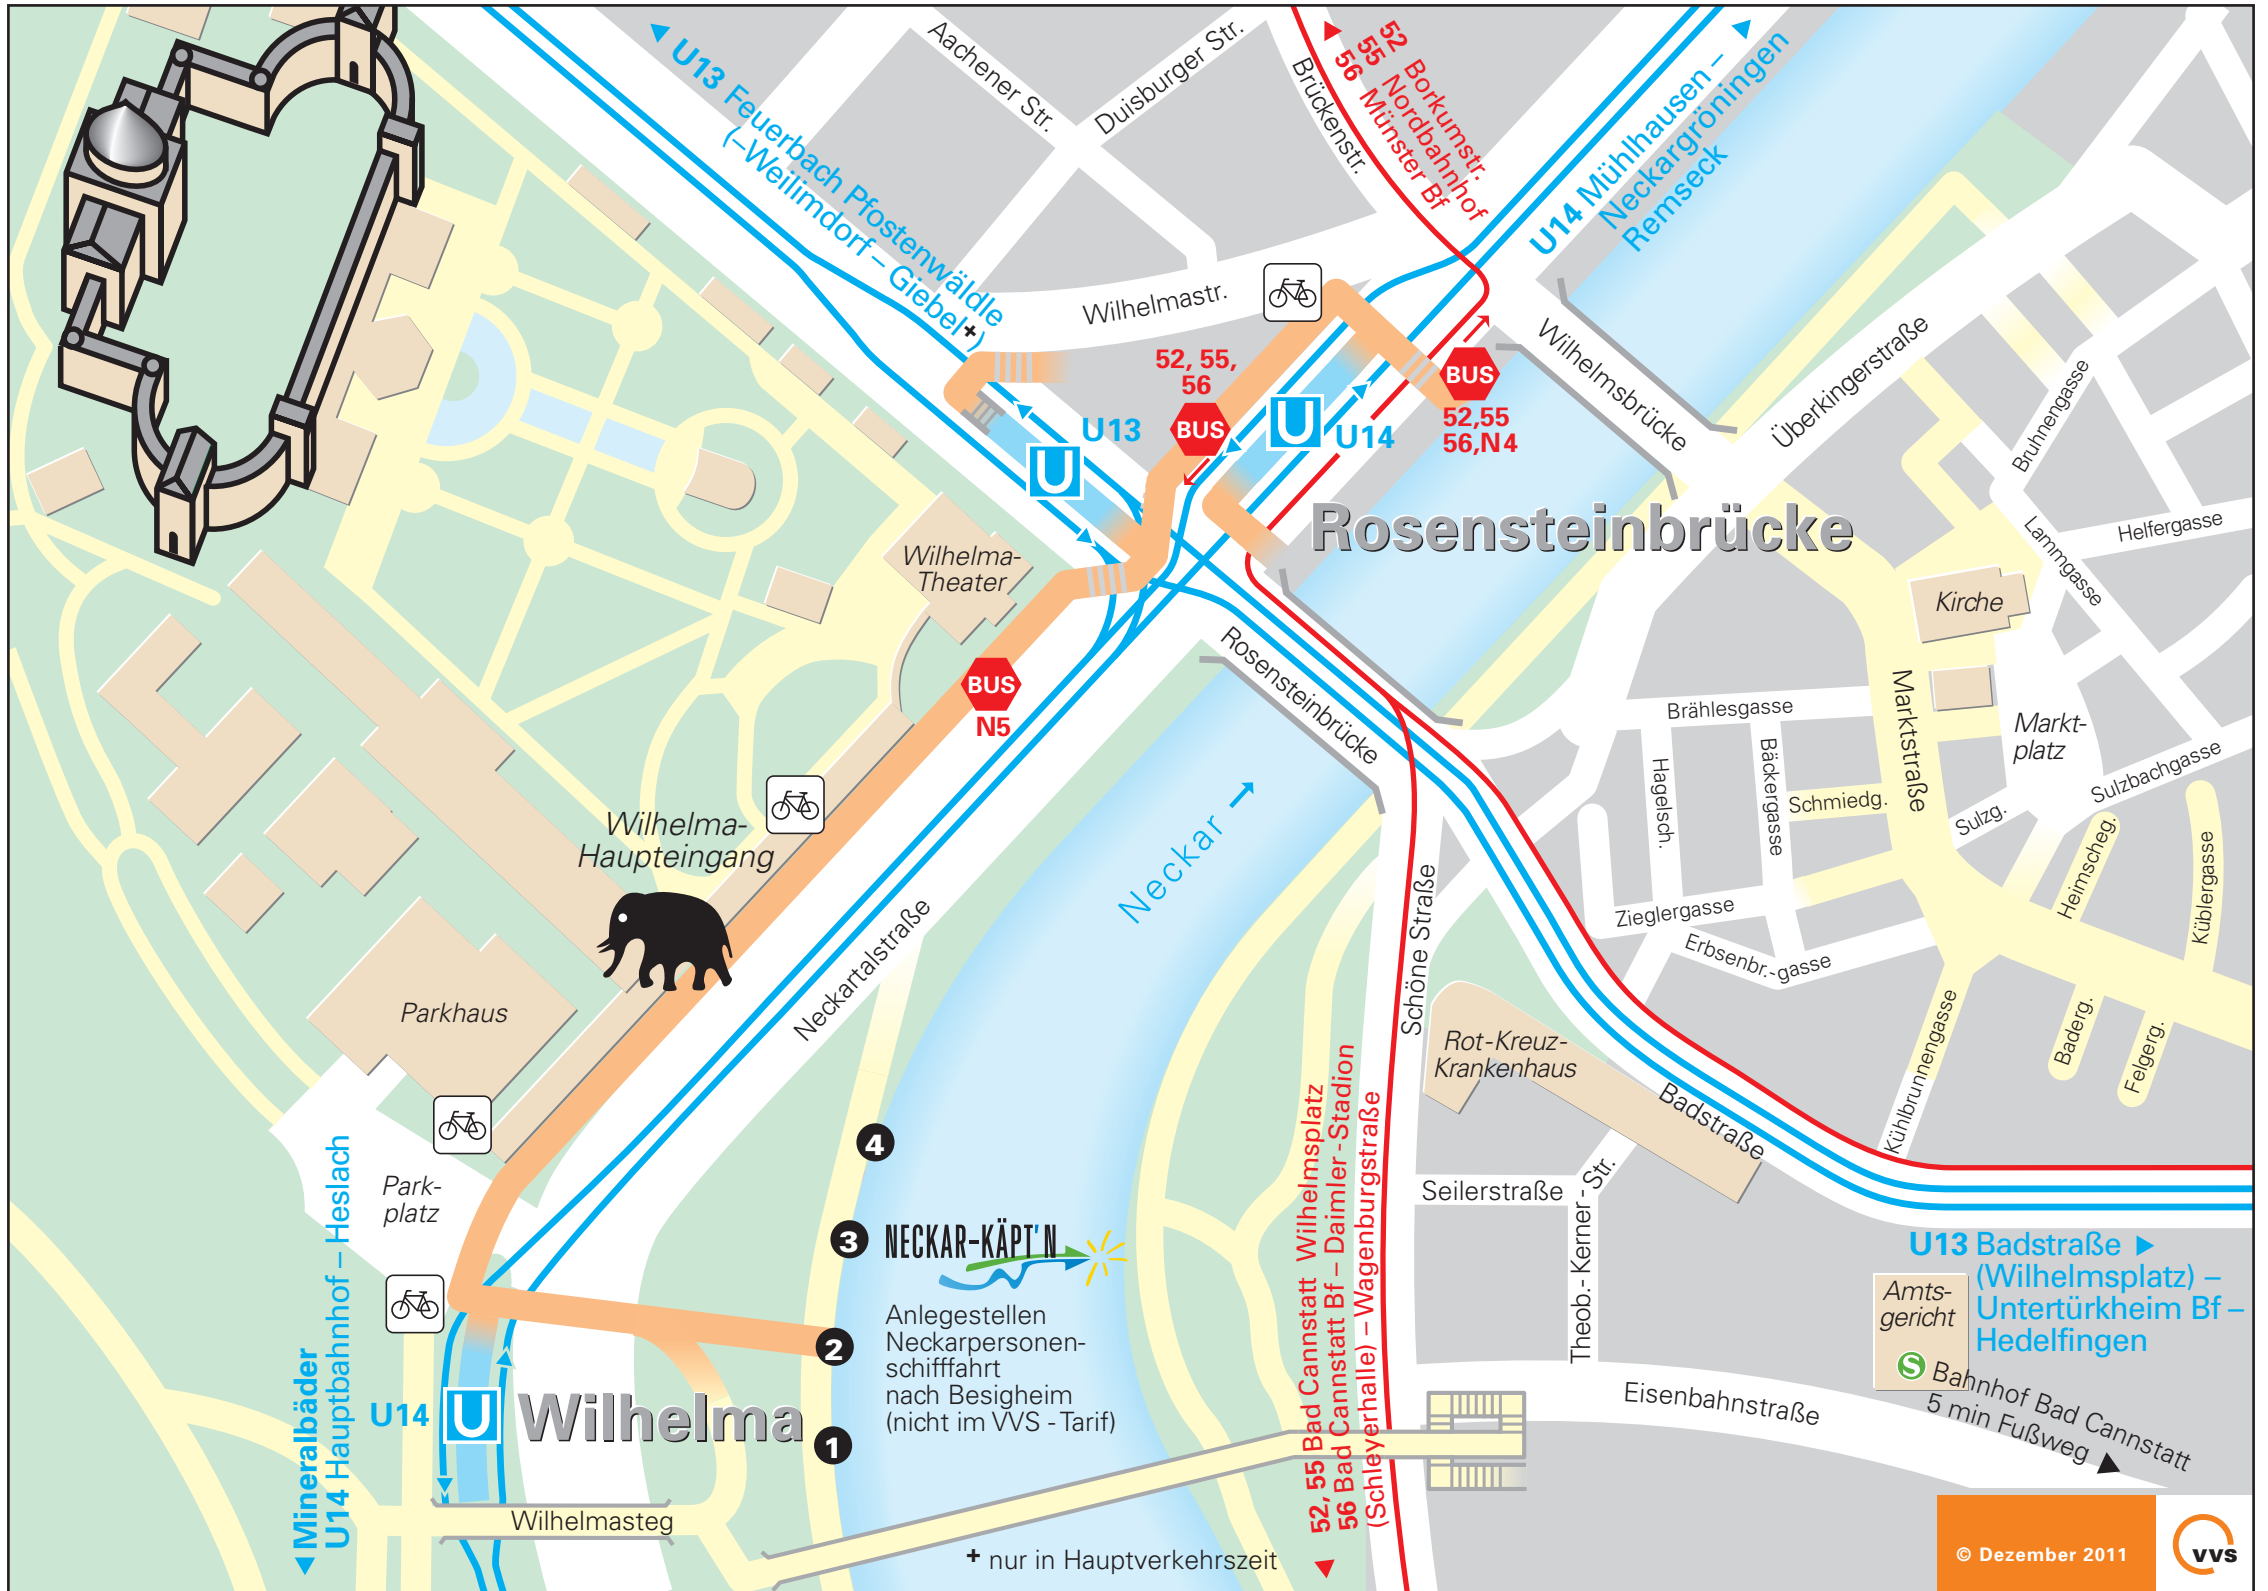 U13 Feuerbach Pfostenwäldle
(–Weilimdorf – Giebel+)
Aachener Str.
Duisburger Str.
Brückenstr.
52 Borkumstr.
55 Nordbahnhof
56 Münster Bf
U14 Mühlhausen –
Neckargröningen
Remseck
Wilhelmastr.
52, 55,
56
BUS
U13
U
U
U14
BUS
52,55
56,N4
Wilhelmsbrücke
Überkingerstraße
Bruhnengasse
Helfergasse
Lammgasse
Rosensteinbrücke
Wilhelma-
Theater
Kirche
BUS
N5
Rosensteinbrücke
Brählesgasse
Marktstraße
Markt-
platz
Hagelsch.
Bäckergasse
Schmiedg.
Sulzg.
Sulzbachgasse
Wilhelma-
Haupteingang
Neckar
Heimscheg.
Küblergasse
Zieglergasse
Erbsenbr.-gasse
Neckartalstraße
Schöne Straße
Parkhaus
Rot-Kreuz-
Krankenhaus
Kühlbrunnengasse
Baderg.
Felgerg.
Badstraße
Park-
platz
4
3
2
1
NECKAR-KÄPT'N
Anlegestellen
Neckarpersonen-
schifffahrt
nach Besigheim
(nicht im VVS - Tarif)
Seilerstraße
Theob.- Kerner - Str.
U13 Badstraße
(Wilhelmsplatz) –
Untertürkheim Bf –
Hedelfingen
Amts-
gericht
S
Bahnhof Bad Cannstatt
5 min Fußweg
Eisenbahnstraße
Mineralbäder
U14 Hauptbahnhof – Heslach
U14
U
Wilhelma
Wilhelmasteg
52, 55 Bad Cannstatt Wilhelmsplatz
56 Bad Cannstatt Bf – Daimler-Stadion
(Schleyerhalle) – Wagenburgstraße
+ nur in Hauptverkehrszeit
© Dezember 2011
vvs